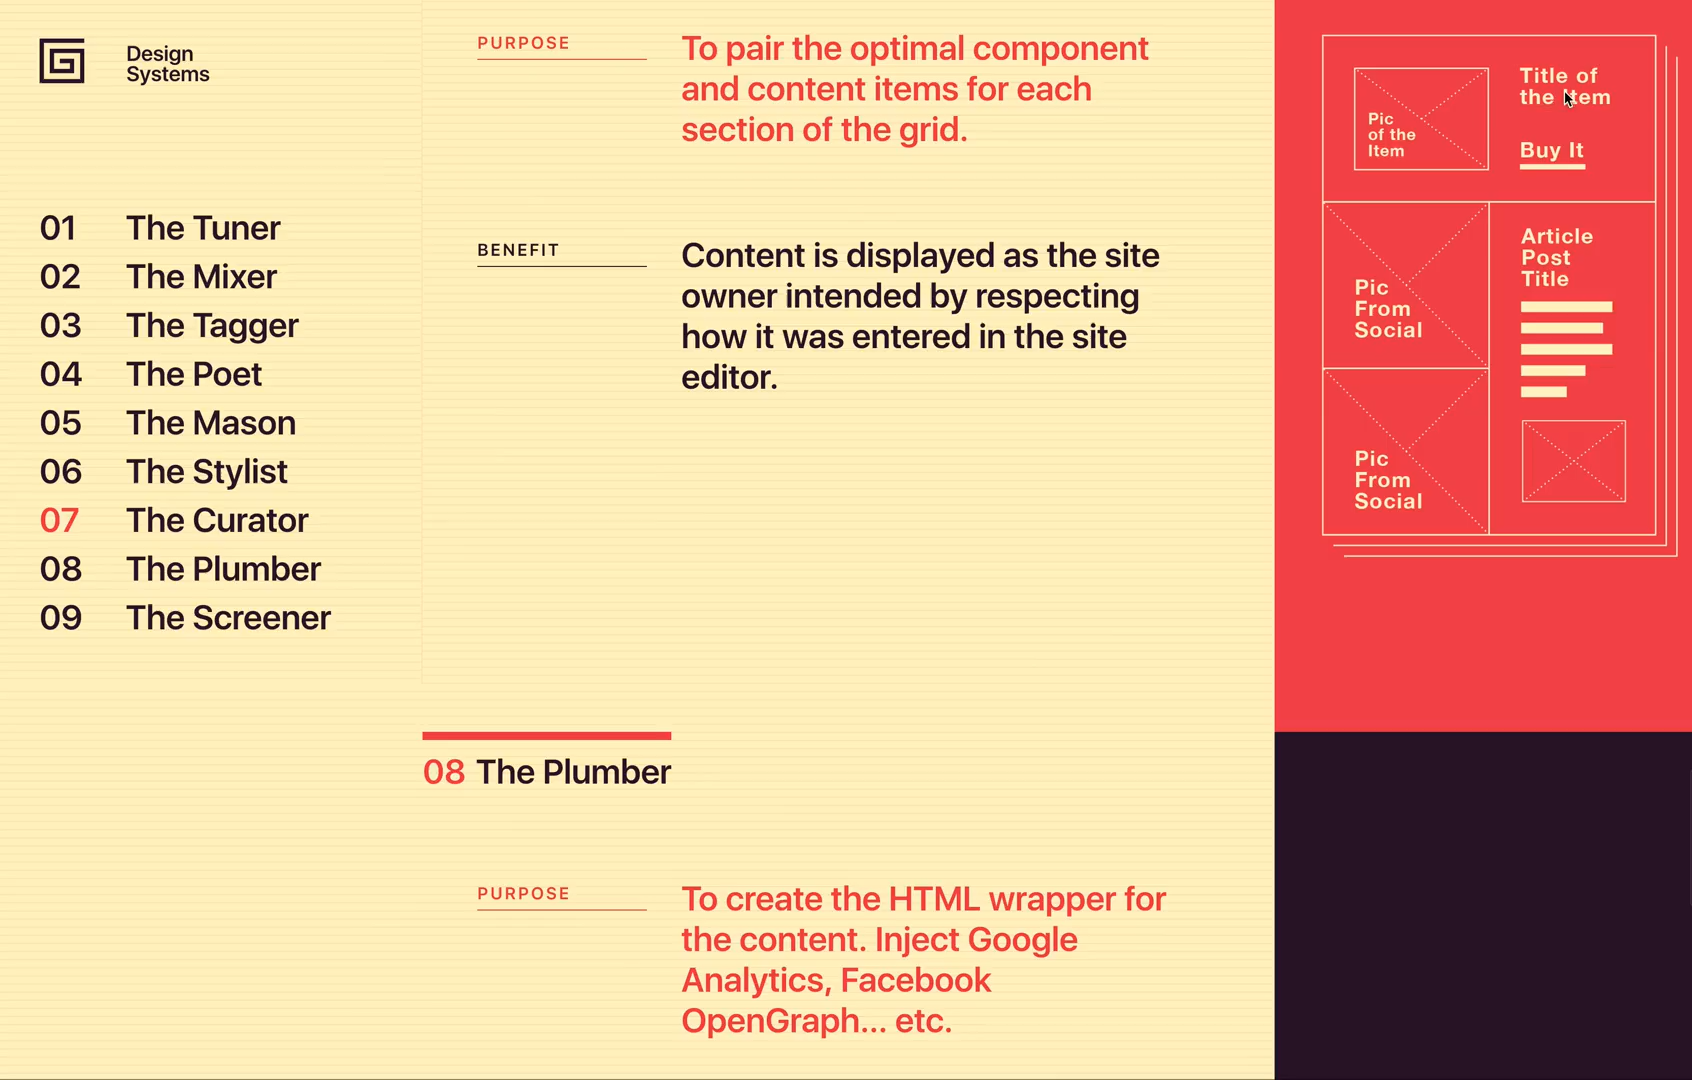 Design
Systems
01 The Tuner
02 The Mixer
03 The Tagger
04 The Poet
05 The Mason
06 The Stylist
07 The Curator
08 The Plumber
09 The Screener
PURPOSE
To pair the optimal component
and content items for each
section of the grid.
BENEFIT
Content is displayed as the site
owner intended by respecting
how it was entered in the site
editor.
08 The Plumber
PURPOSE
To create the HTML wrapper for
the content. Inject Google
Analytics, Facebook
OpenGraph... etc.
Pic
of the
Item
Title of
the Item
Buy It
Pic
From
Social
Article
Post
Title
Pic
From
Social